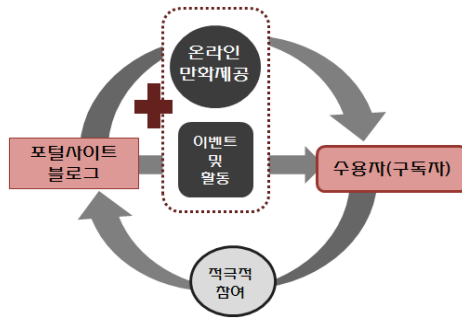 온라인
만화제공
이벤트
및
활동
포털사이트
블로그
수용자(구독자)
적극적
참여